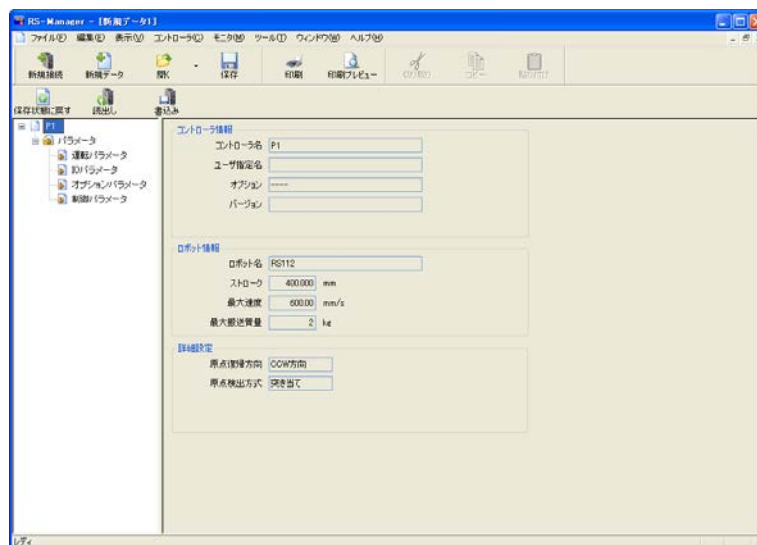 RS-Manager - [新規データ1]
ファイル(F) 編集(E) 表示(V) コントローラ(C) モニタ(M) ツール(T) ウィンドウ(W) ヘルプ(H)
新規接続 新規データ 開く 保存 印刷 印刷プレビュー コピー
保存状態に戻す 読出し 書込み
P1
パラメータ
運転パラメータ
IOパラメータ
オプションパラメータ
制御パラメータ
コントローラ情報
コントローラ名 P1
ユーザ指定名
オプション ----
バージョン
ロボット情報
ロボット名 RS112
ストローク 400.000 mm
最大速度 600.00 mm/s
最大搬送質量 2 kg
詳細設定
原点復帰方向 CCW方向
原点検出方式 突き当て
レディ